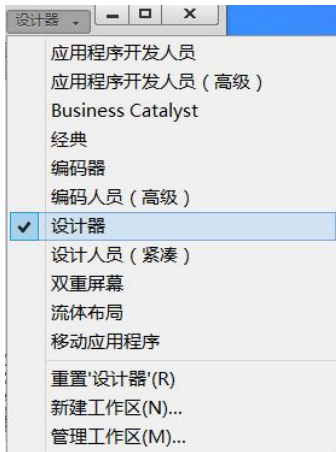 设计器
应用程序开发人员
应用程序开发人员（高级）
Business Catalyst
经典
编码器
编码人员（高级）
设计器
设计人员（紧凑）
双重屏幕
流体布局
移动应用程序
重置'设计器'(R)
新建工作区(N)...
管理工作区(M)...